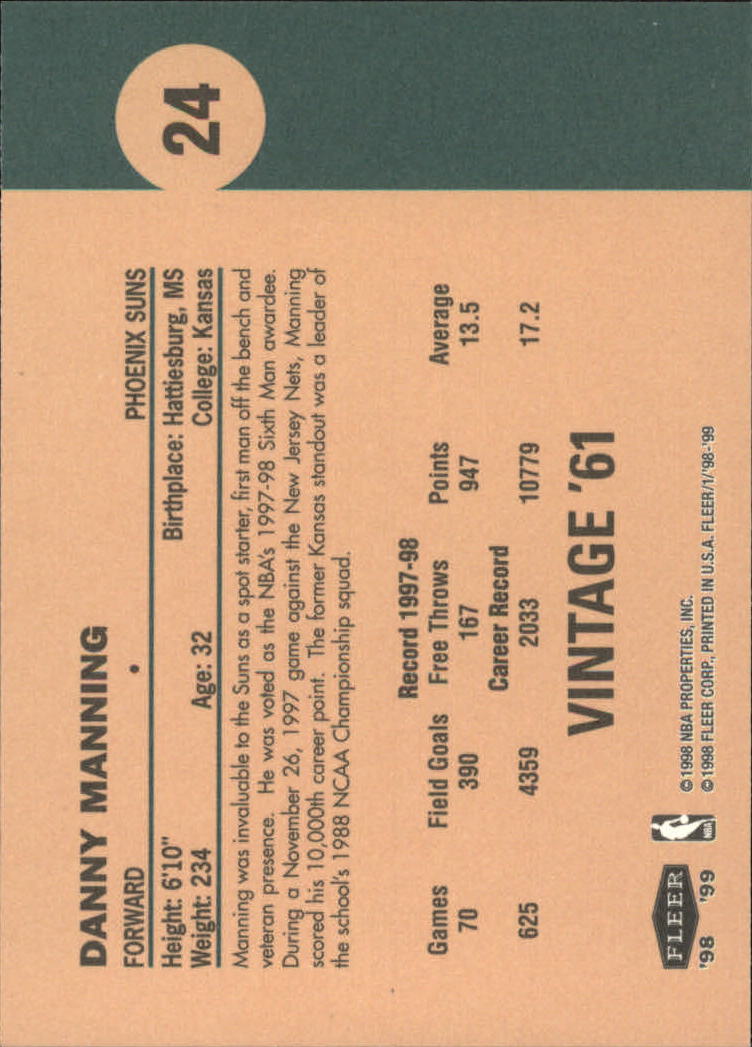 24
DANNY MANNING
FORWARD • PHOENIX SUNS
Height: 6'10" Birthplace: Hattiesburg, MS
Weight: 234 Age: 32 College: Kansas
Manning was invaluable to the Suns as a spot starter, first man off the bench and
veteran presence. He was voted as the NBA's 1997-98 Sixth Man awardee.
During a November 26, 1997 game against the New Jersey Nets, Manning
scored his 10,000th career point. The former Kansas standout was a leader of
the school's 1988 NCAA Championship squad.
Record 1997-98
Games Field Goals Free Throws Points Average
70 390 167 947 13.5
Career Record
625 4359 2033 10779 17.2
VINTAGE '61
FLEER
'98 '99
NBA
©1998 NBA PROPERTIES, INC.
©1998 FLEER CORP., PRINTED IN U.S.A. FLEER/1/'98-'99